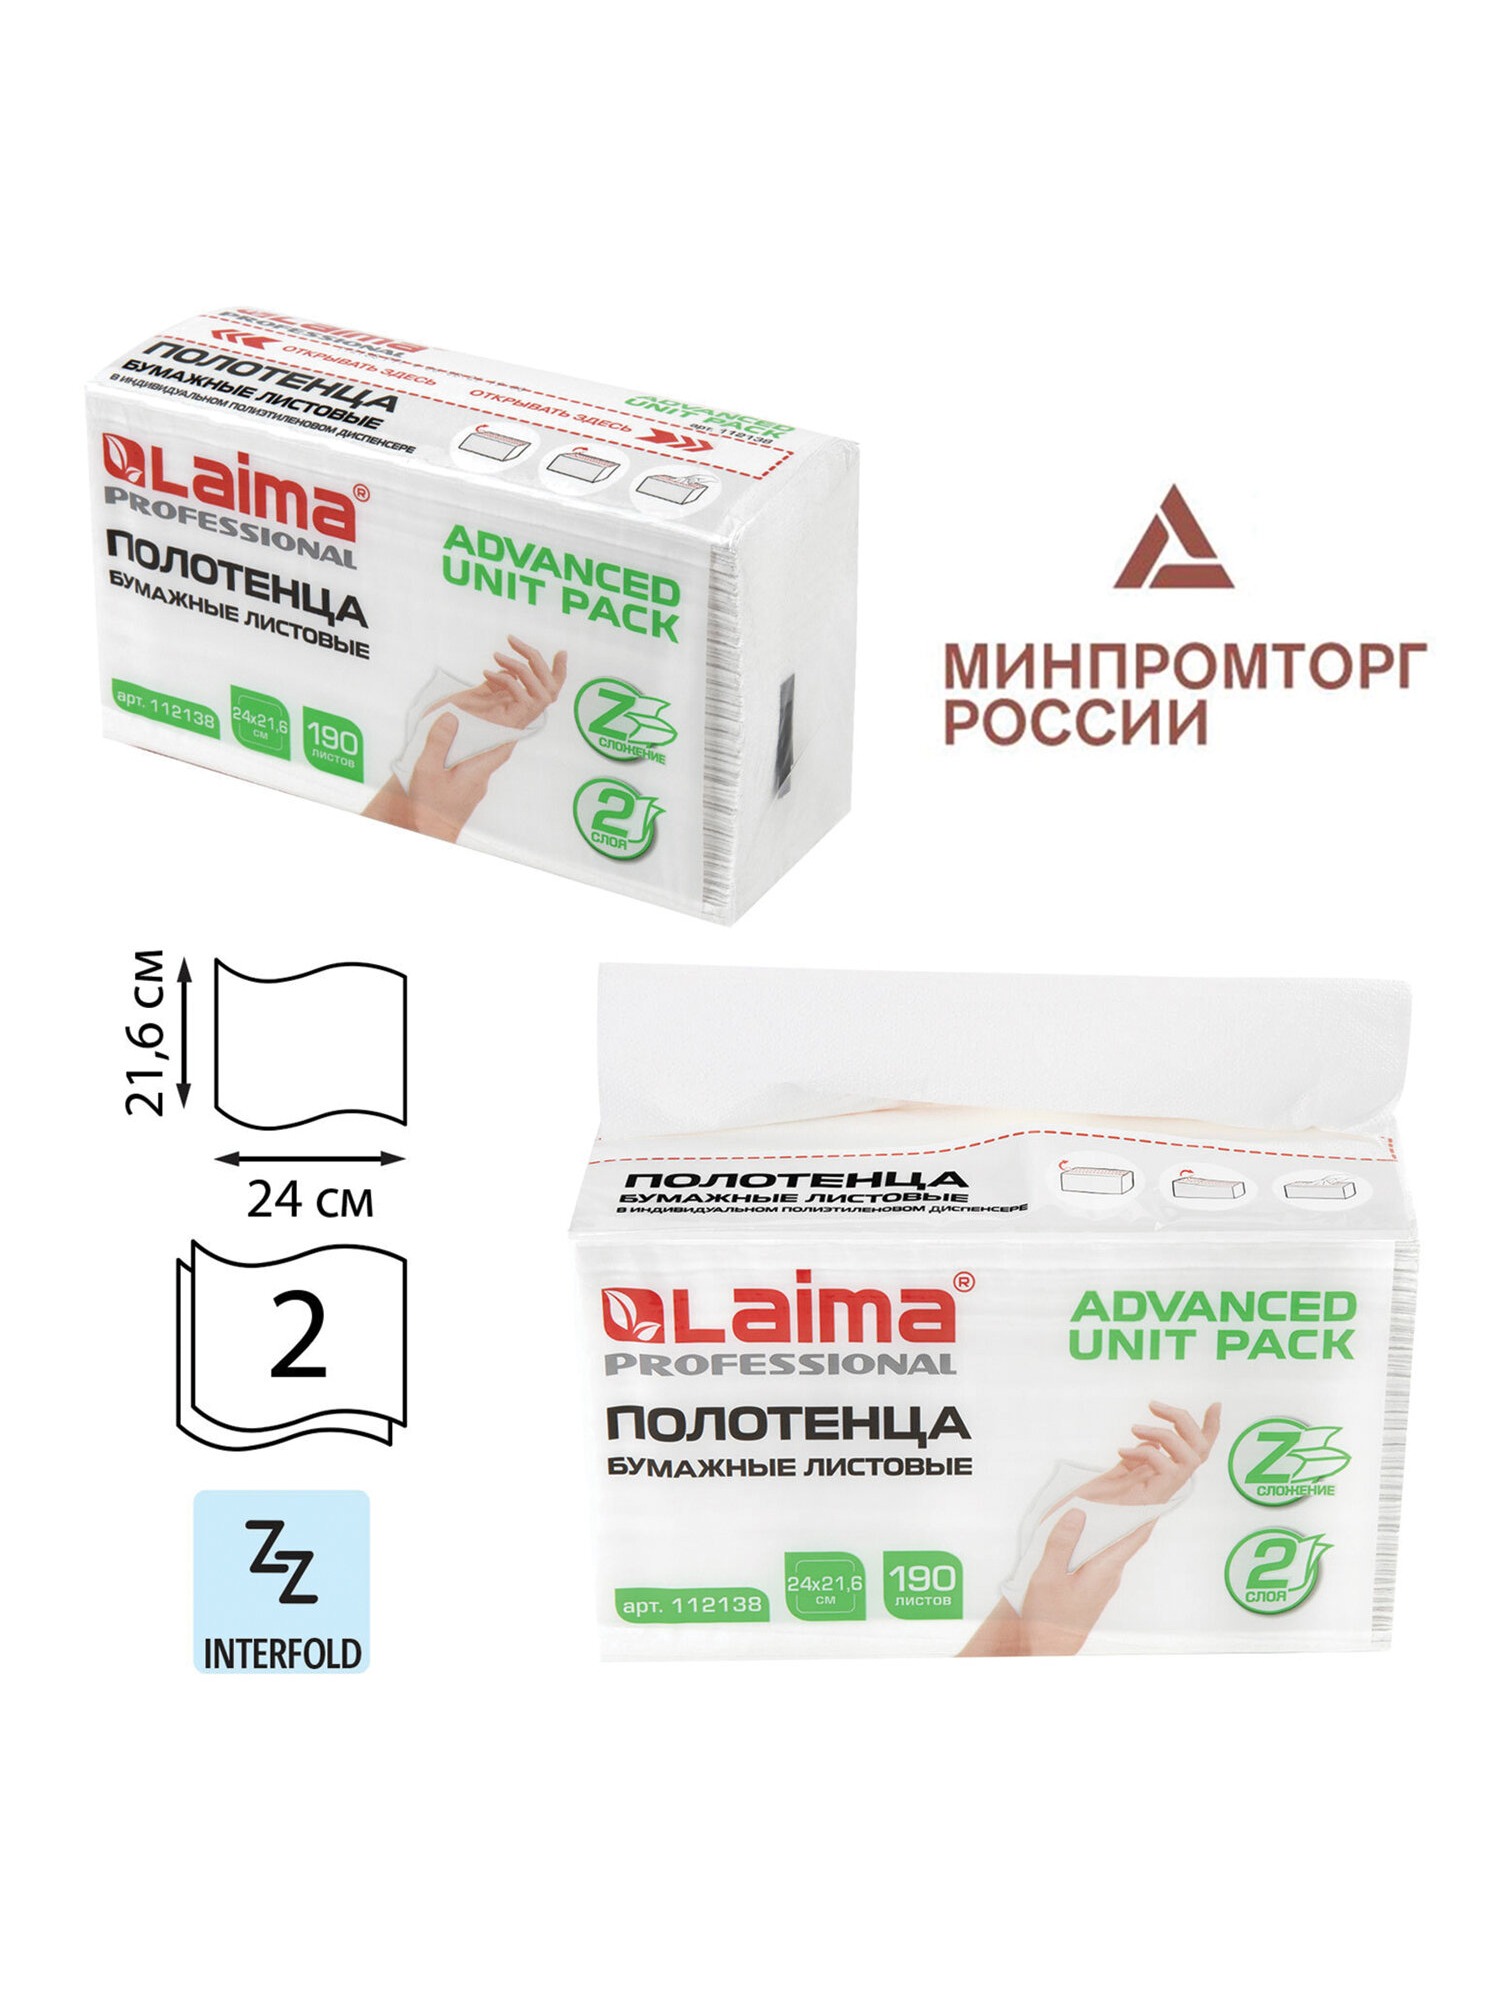 Laima
PROFESSIONAL
ОТКРЫВАТЬ ЗДЕСЬ
ОТКРЫВАТЬ ЗДЕСЬ
ПОЛОТЕНЦА
БУМАЖНЫЕ ЛИСТОВЫЕ
В ИНДИВИДУАЛЬНОМ ПОЛИЭТИЛЕНОВОМ ДИСПЕНСЕРЕ
ADVANCED
UNIT PACK
арт. 112138
Laima®
PROFESSIONAL
ПОЛОТЕНЦА
БУМАЖНЫЕ ЛИСТОВЫЕ
ADVANCED
UNIT PACK
арт. 112138
24x21,6
см
190
ЛИСТОВ
Z
СЛОЖЕНИЕ
2
СЛОЯ
МИНПРОМТОРГ
РОССИИ
21,6 см
24 см
2
ZZ
INTERFOLD
ПОЛОТЕНЦА
БУМАЖНЫЕ ЛИСТОВЫЕ
В ИНДИВИДУАЛЬНОМ ПОЛИЭТИЛЕНОВОМ ДИСПЕНСЕРЕ
Laima®
PROFESSIONAL
ПОЛОТЕНЦА
БУМАЖНЫЕ ЛИСТОВЫЕ
ADVANCED
UNIT PACK
арт. 112138
24x21,6
см
190
ЛИСТОВ
Z
СЛОЖЕНИЕ
2
СЛОЯ